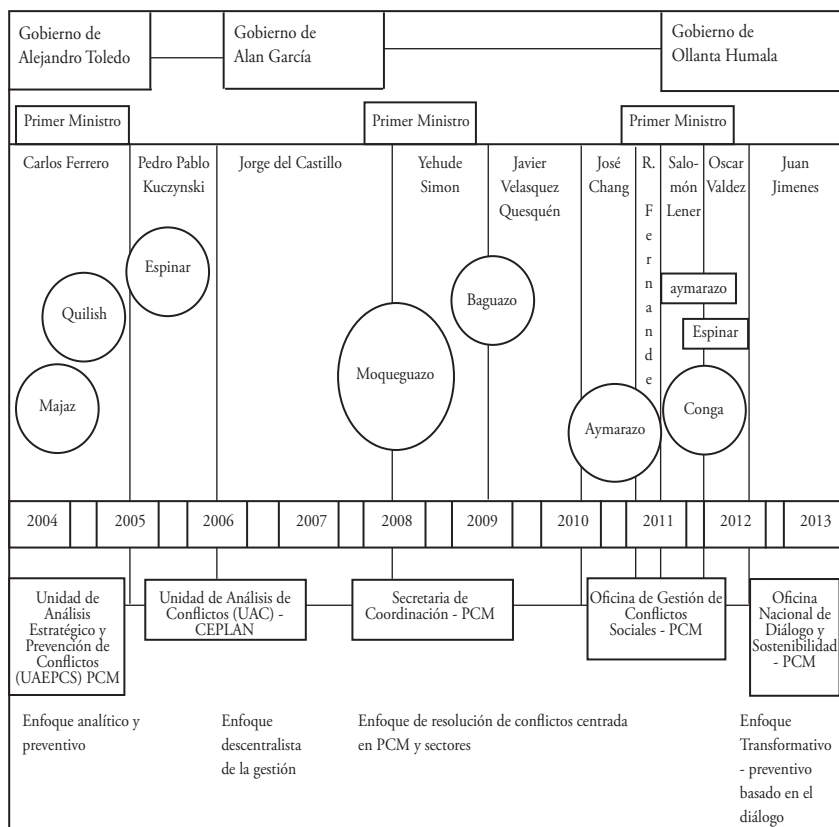 Gobierno de
Alejandro Toledo
Gobierno de
Alan García
Gobierno de
Ollanta Humala
Primer Ministro
Primer Ministro
Primer Ministro
Carlos Ferrero
Pedro Pablo
Kuczynski
Jorge del Castillo
Yehude
Simon
Javier
Velasquez
Quesquén
José
Chang
R.
F
e
r
n
a
n
d
e
Salo-
món
Lener
Oscar
Valdez
Juan
Jimenes
Espinar
Quilish
Majaz
Moqueguazo
Baguazo
Aymarazo
aymarazo
Espinar
Conga
2004
2005
2006
2007
2008
2009
2010
2011
2012
2013
Unidad de
Análisis
Estratégico y
Prevención de
Conflictos
(UAEPCS) PCM
Unidad de Análisis de
Conflictos (UAC) -
CEPLAN
Secretaria de
Coordinación - PCM
Oficina de Gestión de
Conflictos
Sociales - PCM
Oficina
Nacional de
Diálogo y
Sostenibilidad
- PCM
Enfoque analítico y
preventivo
Enfoque
descentralista
de la gestión
Enfoque de resolución de conflictos centrada
en PCM y sectores
Enfoque
Transformativo
- preventivo
basado en el
diálogo